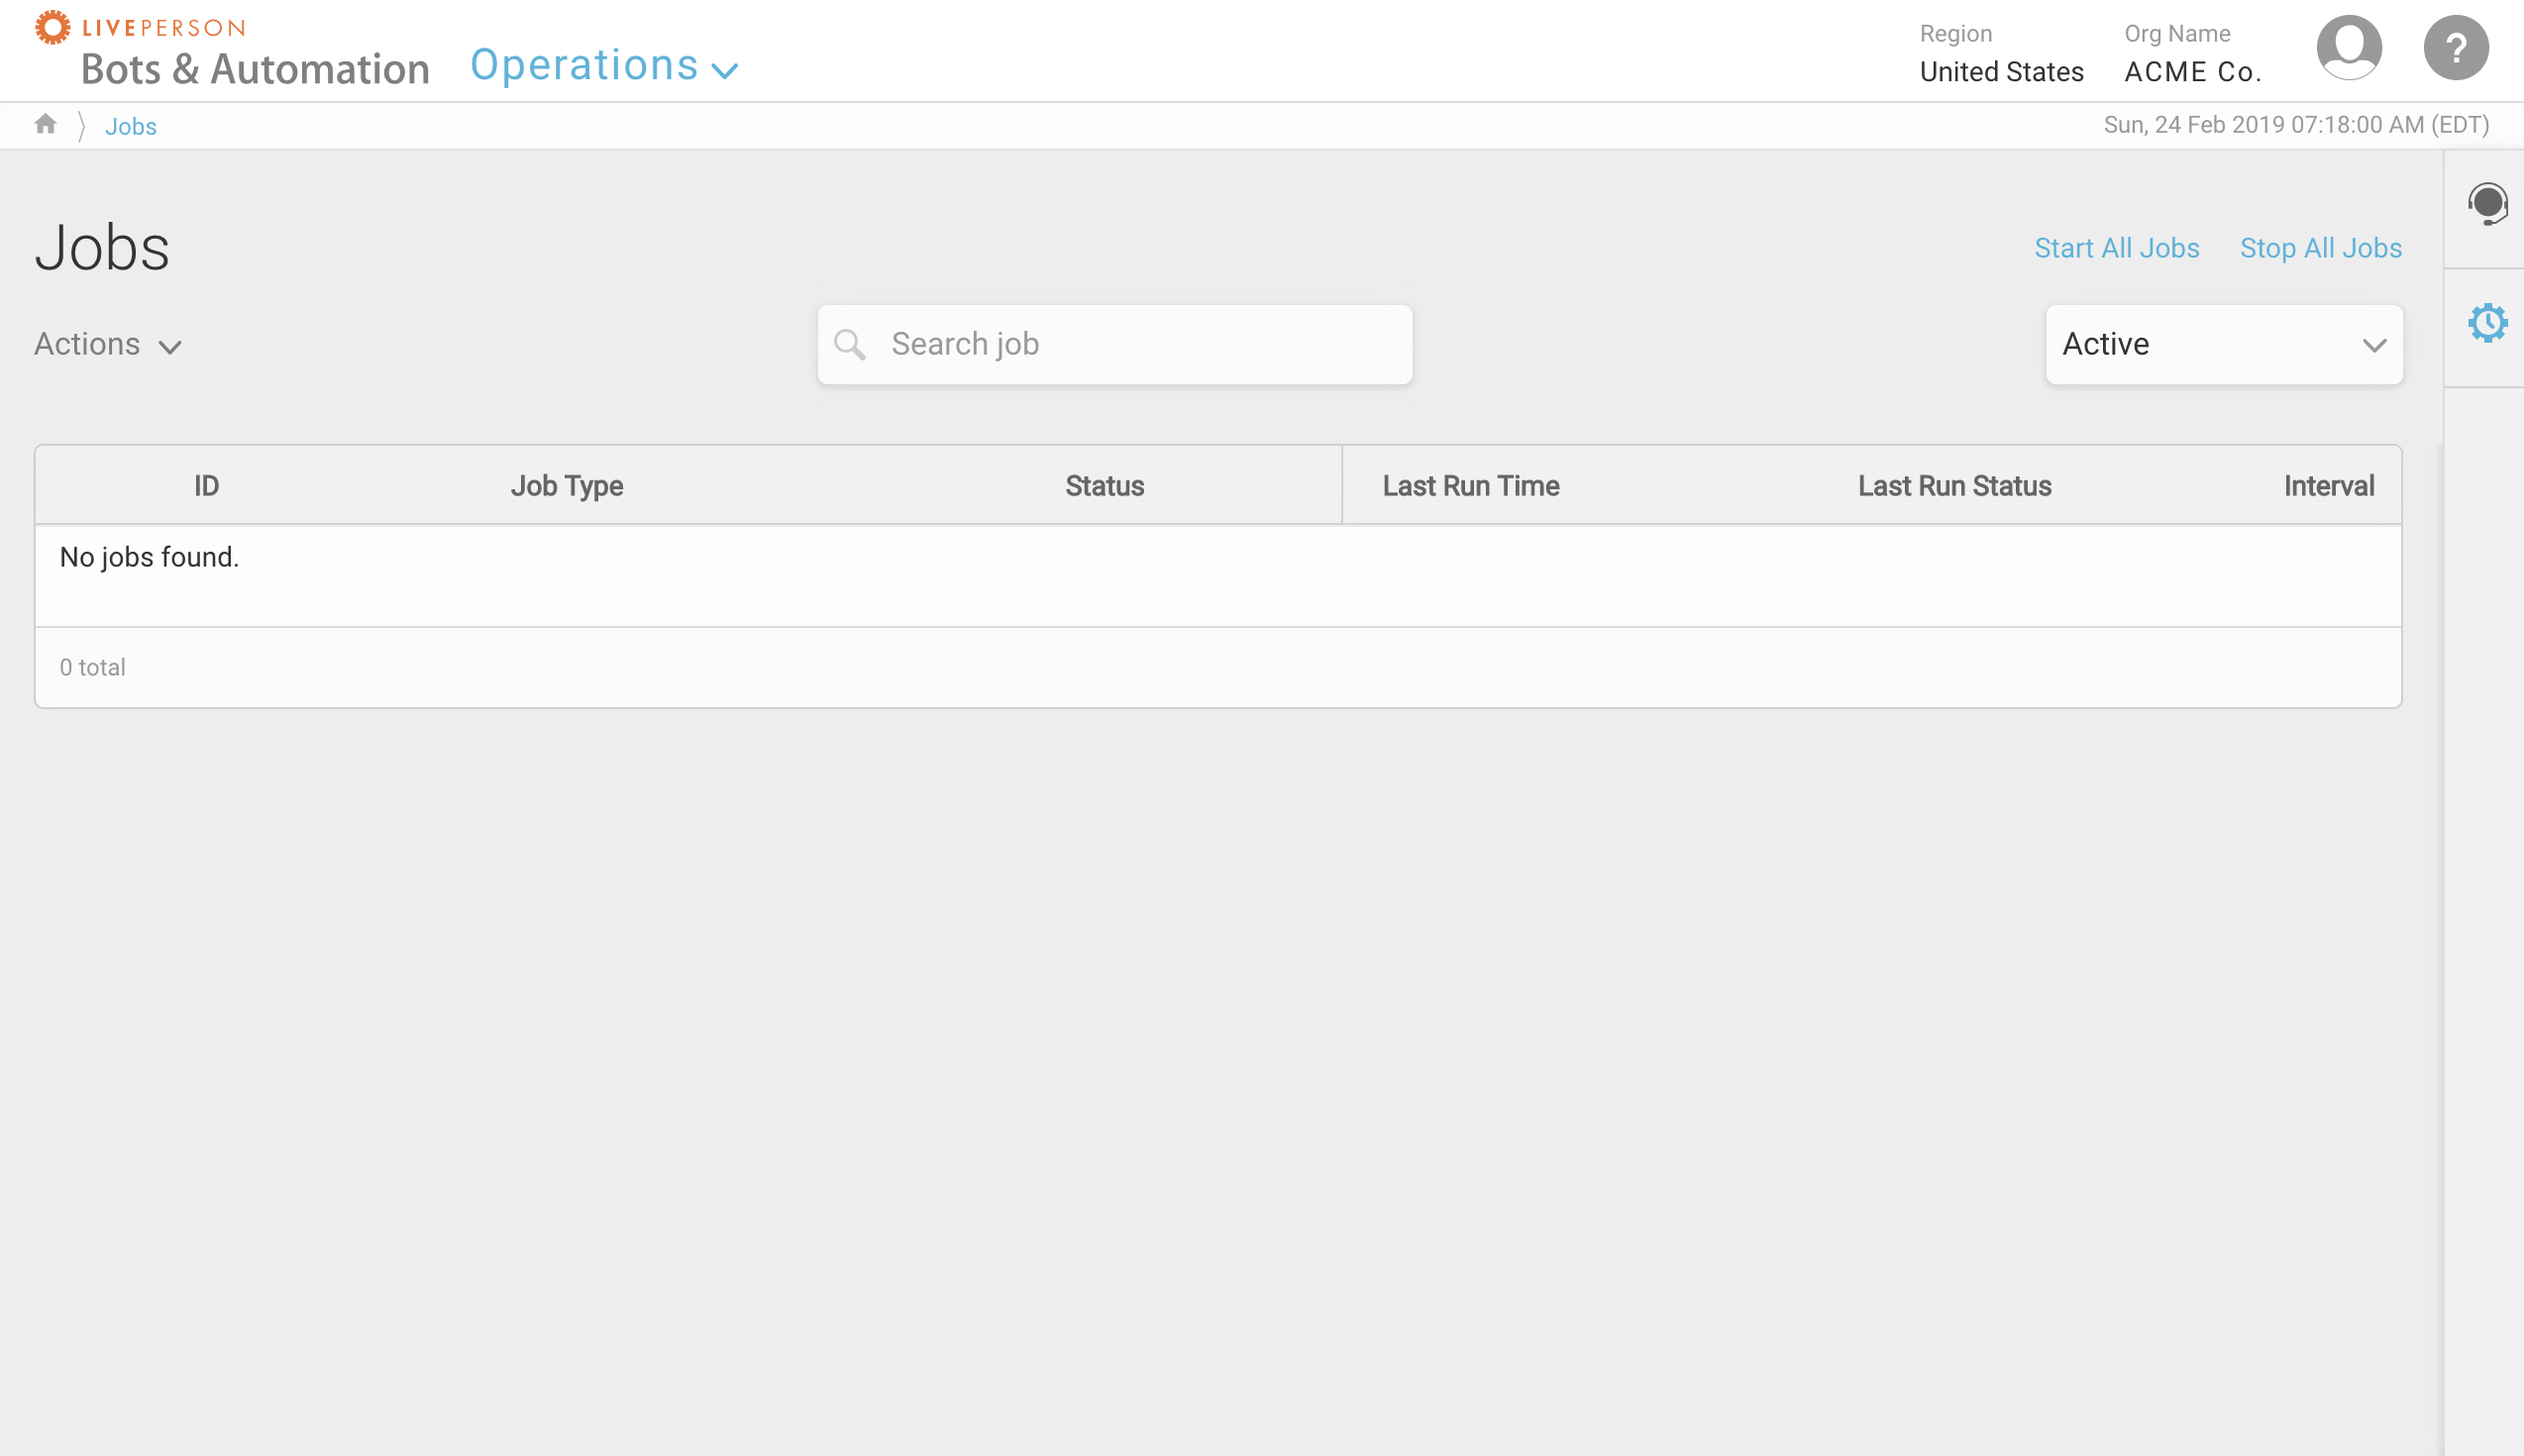 LIVEPERSON
Bots & Automation
Operations
Region
United States
Org Name
ACME Co.
?
Jobs
Sun, 24 Feb 2019 07:18:00 AM (EDT)
Jobs
Start All Jobs
Stop All Jobs
Actions
Search job
Active
ID
Job Type
Status
Last Run Time
Last Run Status
Interval
No jobs found.
0 total